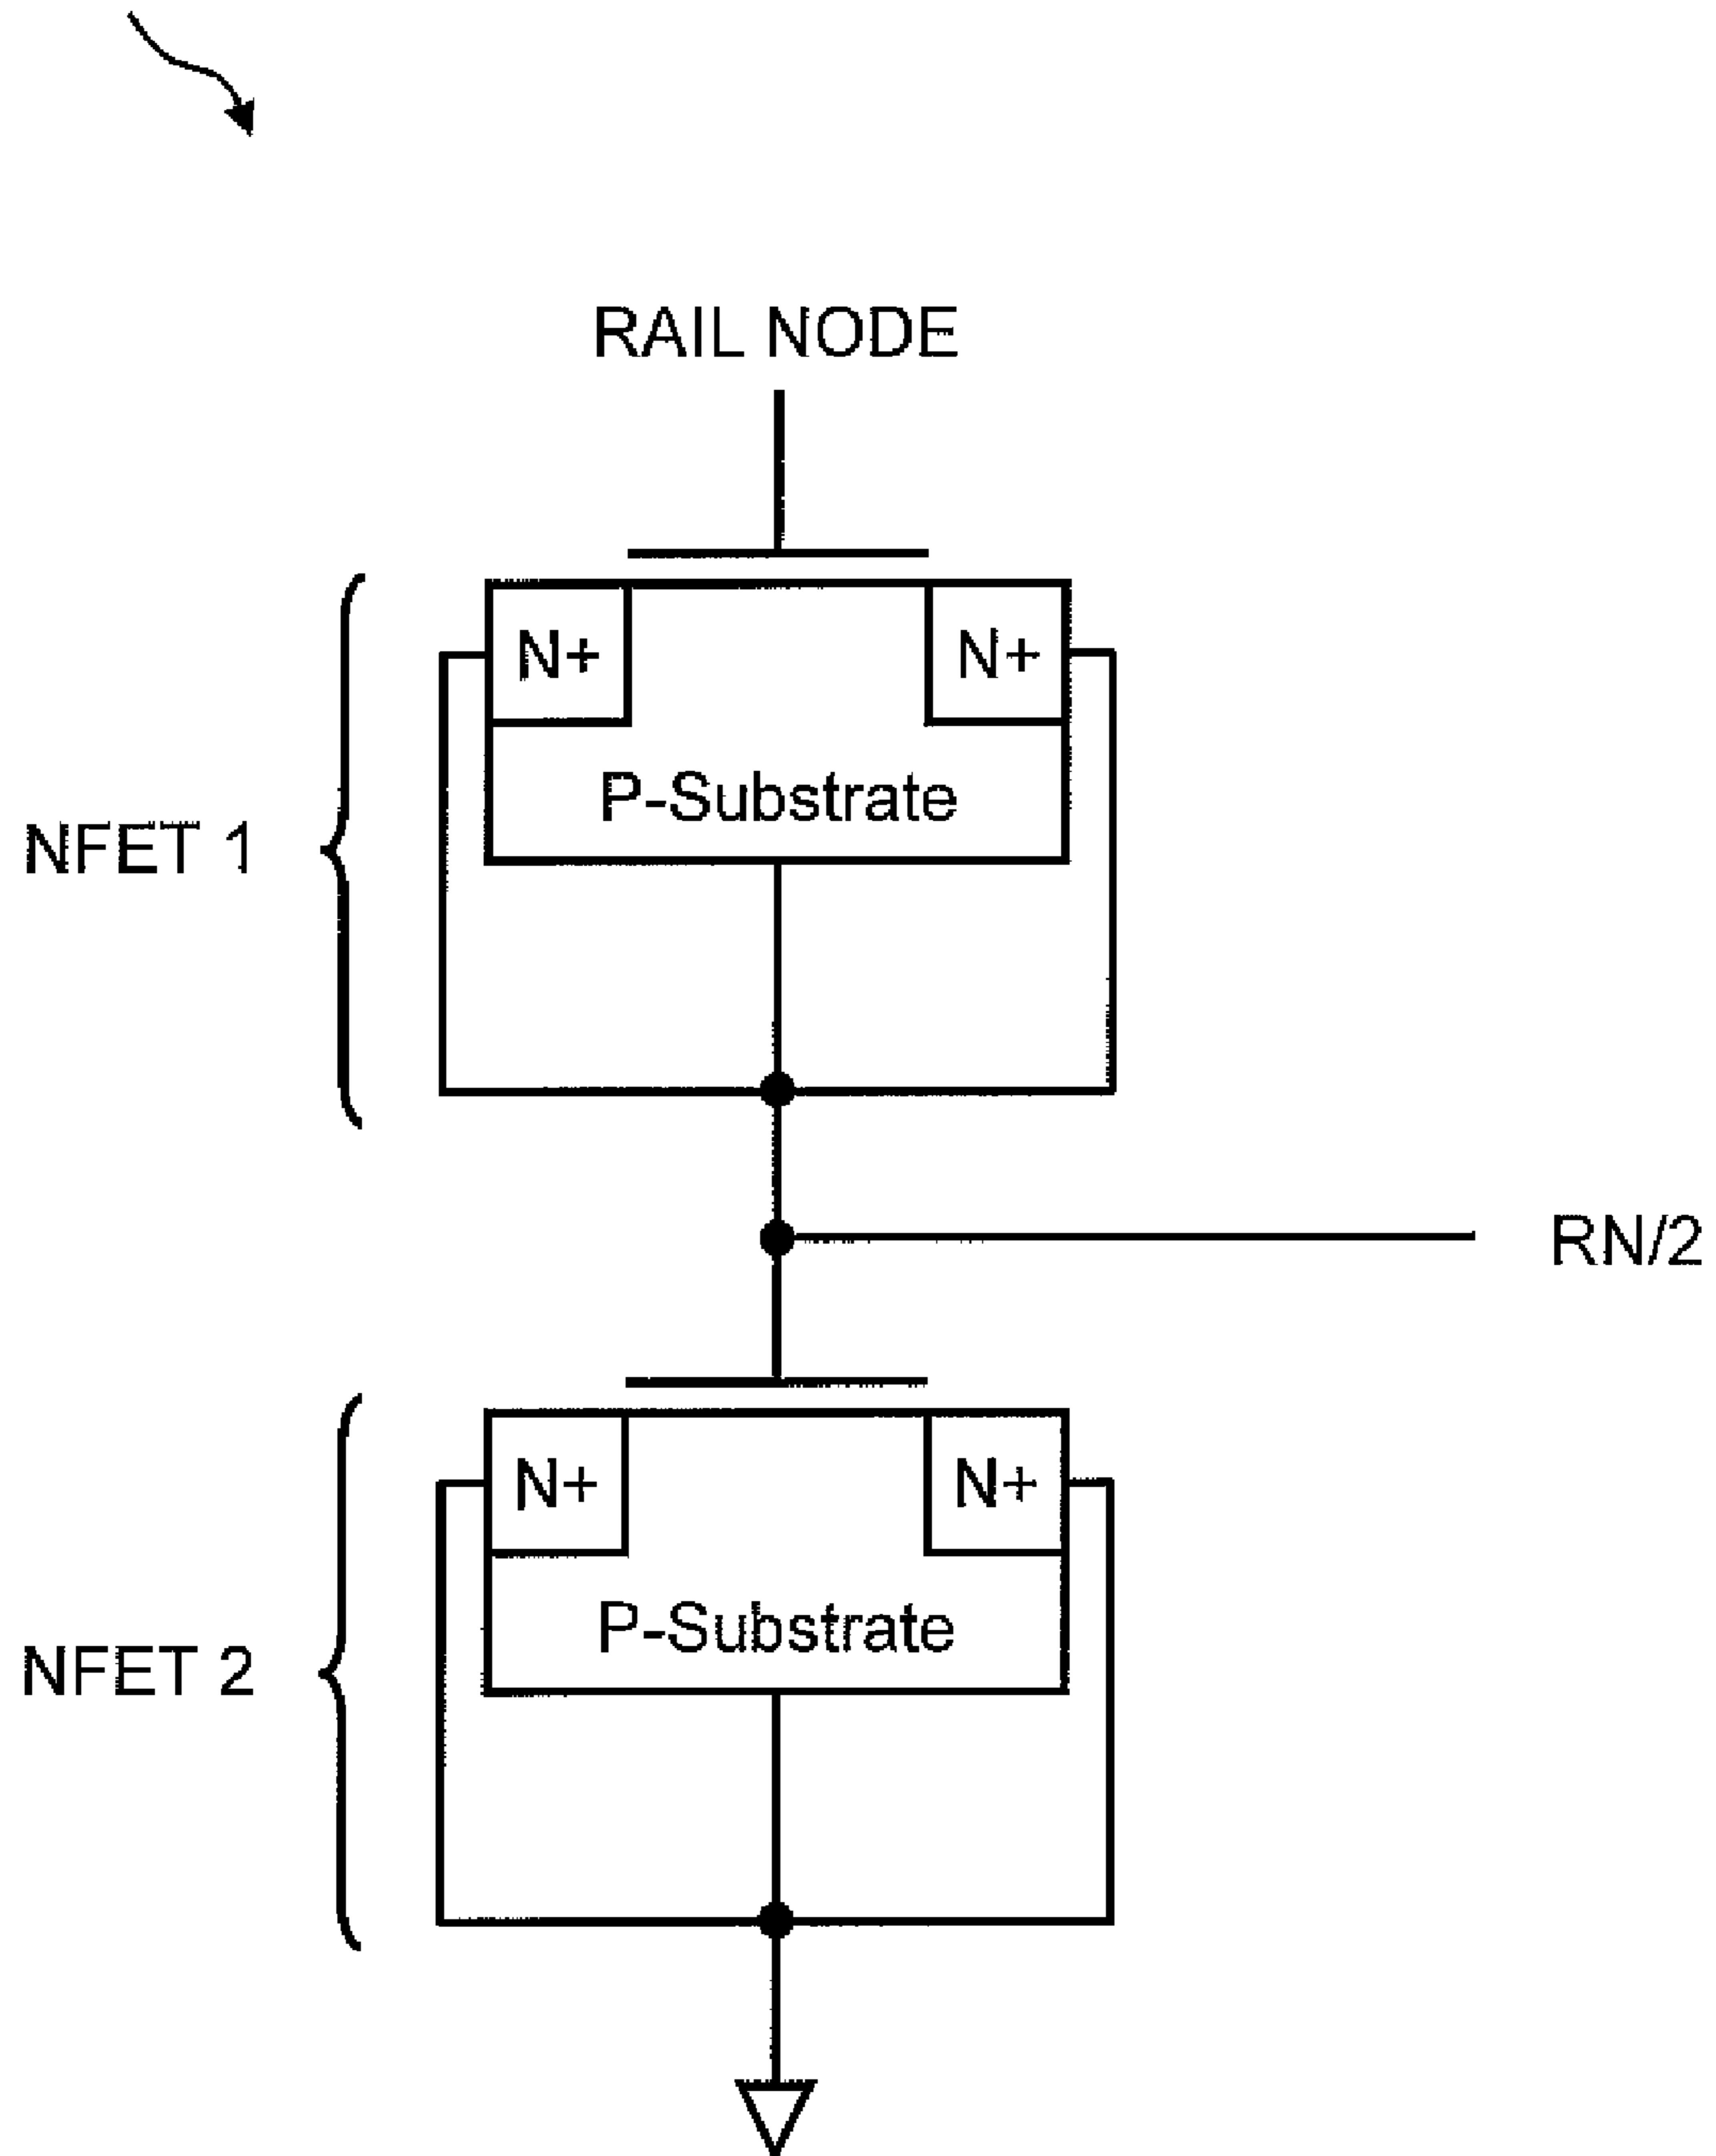 RAIL NODE
N+
N+
P-Substrate
NFET 1
RN/2
N+
N+
P-Substrate
NFET 2